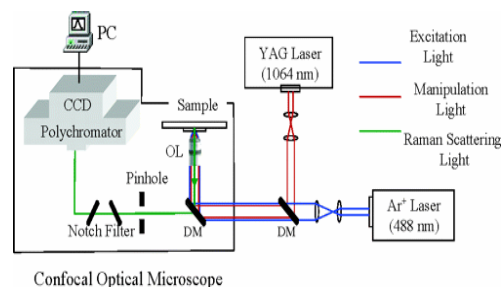 PC
CCD
Polychromator
Sample
OL
Pinhole
Notch Filter
DM
YAG Laser
(1064 nm)
DM
Ar⁺ Laser
(488 nm)
Excitation
Light
Manipulation
Light
Raman Scattering
Light
Confocal Optical Microscope